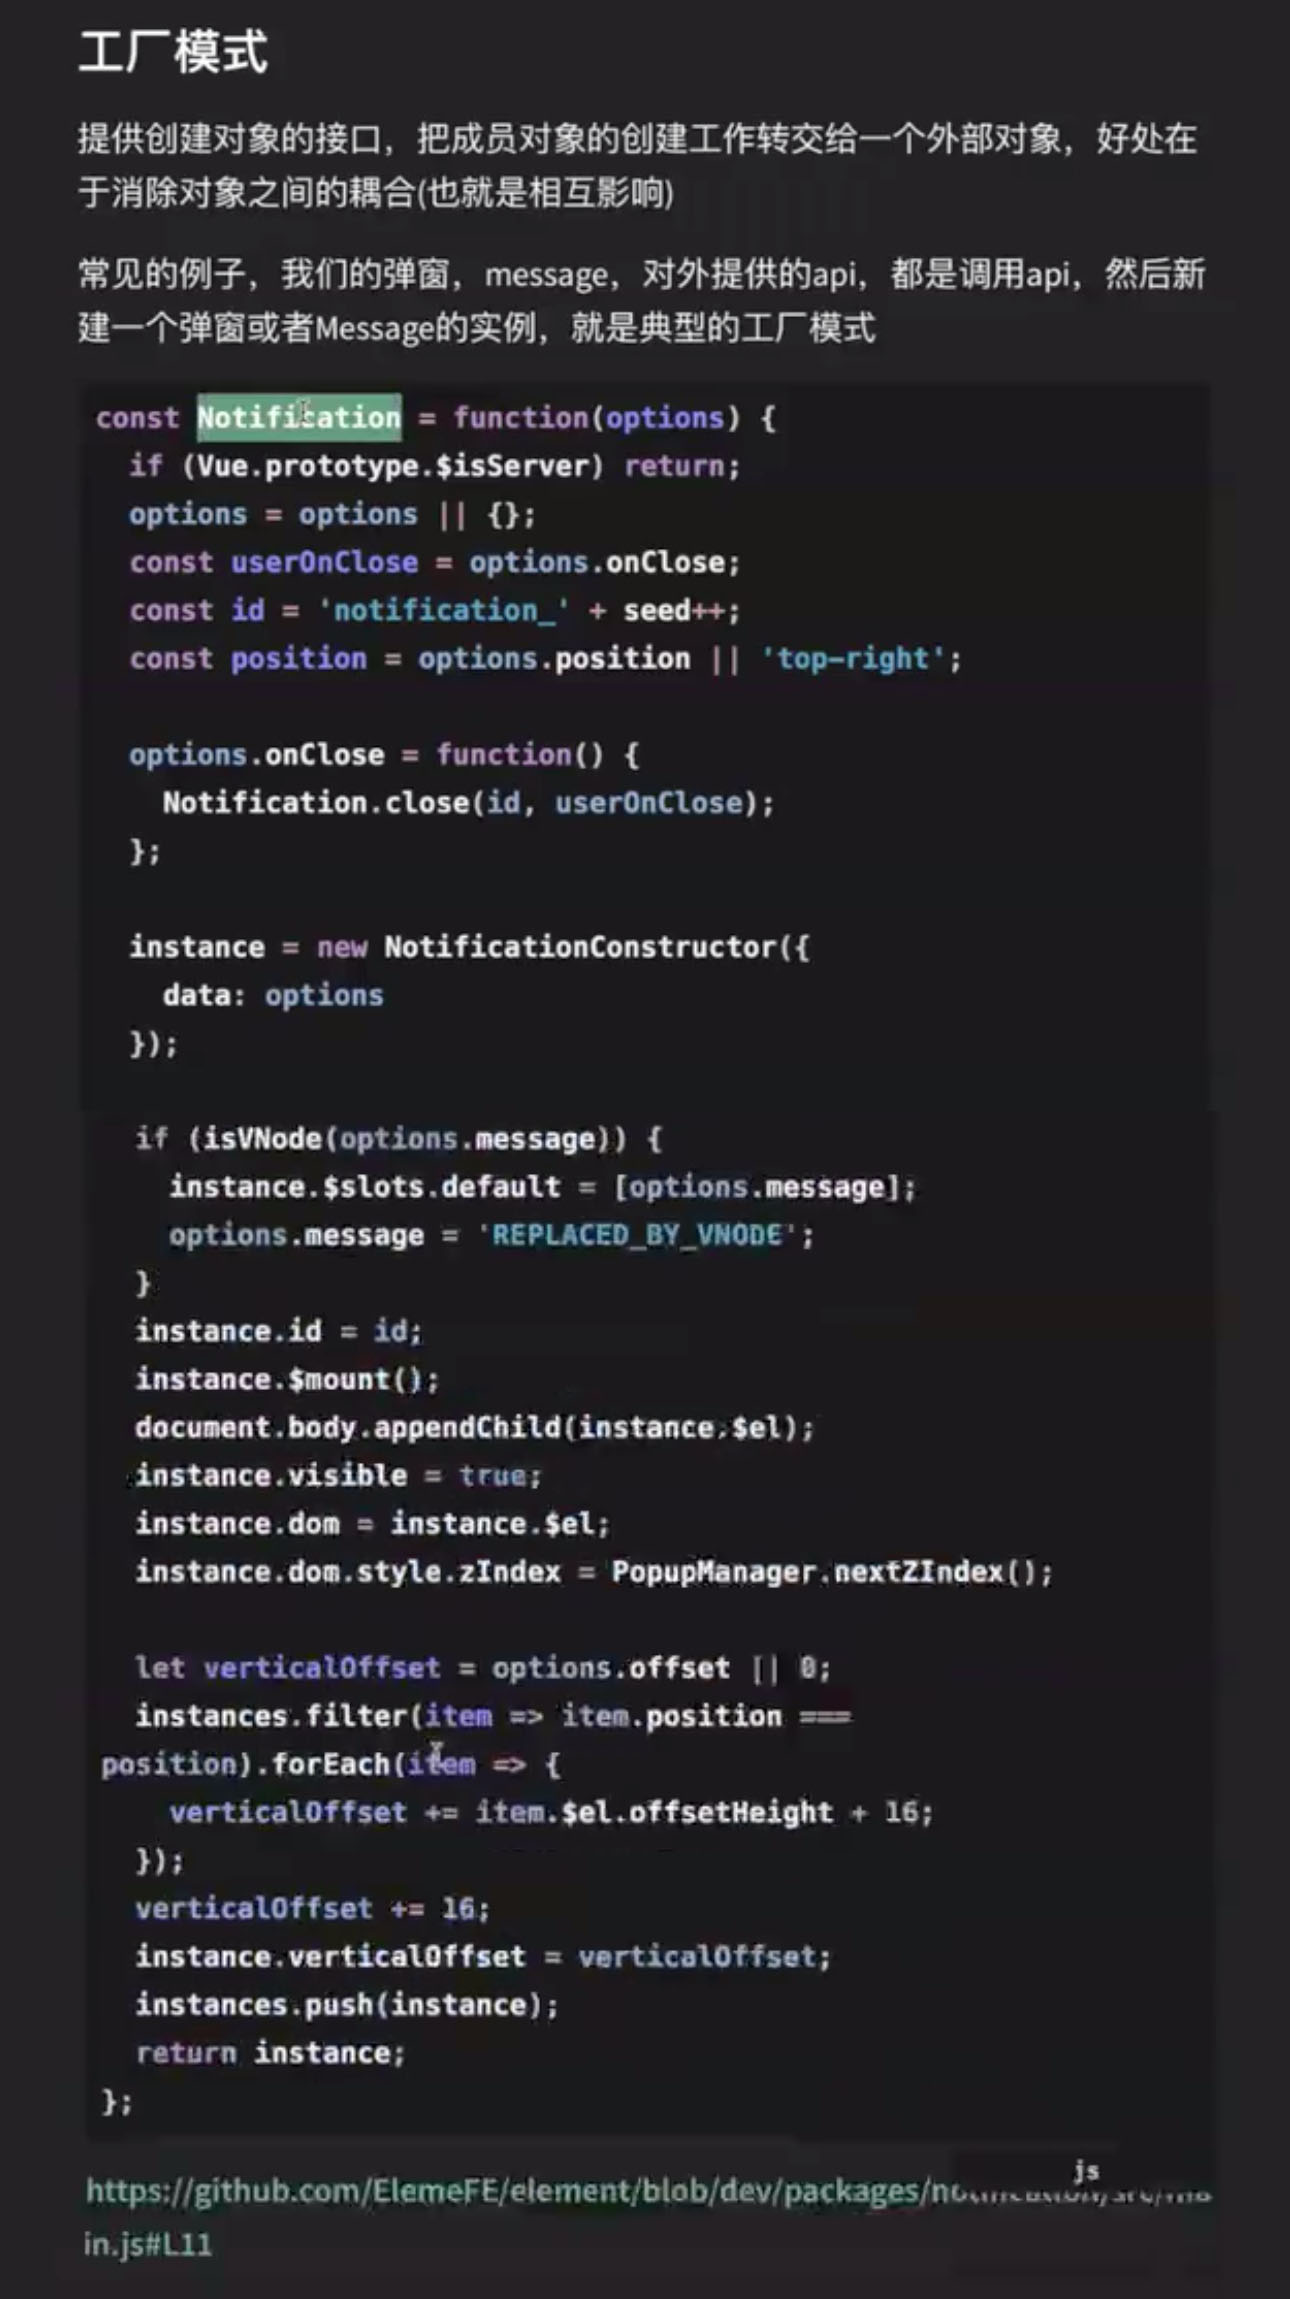 工厂模式
提供创建对象的接口，把成员对象的创建工作转交给一个外部对象，好处在
于消除对象之间的耦合(也就是相互影响)
常见的例子，我们的弹窗，message，对外提供的api，都是调用api，然后新
建一个弹窗或者Message的实例，就是典型的工厂模式
const Notification = function(options) {
  if (Vue.prototype.$isServer) return;
  options = options || {};
  const userOnClose = options.onClose;
  const id = 'notification_' + seed++;
  const position = options.position || 'top-right';
  options.onClose = function() {
    Notification.close(id, userOnClose);
  };
  instance = new NotificationConstructor({
    data: options
  });
  if (isVNode(options.message)) {
    instance.$slots.default = [options.message];
    options.message = 'REPLACED_BY_VNODE';
  }
  instance.id = id;
  instance.$mount();
  document.body.appendChild(instance.$el);
  instance.visible = true;
  instance.dom = instance.$el;
  instance.dom.style.zIndex = PopupManager.nextZIndex();
  let verticalOffset = options.offset || 0;
  instances.filter(item => item.position ===
position).forEach(item => {
    verticalOffset += item.$el.offsetHeight + 16;
  });
  verticalOffset += 16;
  instance.verticalOffset = verticalOffset;
  instances.push(instance);
  return instance;
};
js
https://github.com/ElemeFE/element/blob/dev/packages/notification/src/ma
in.js#L11